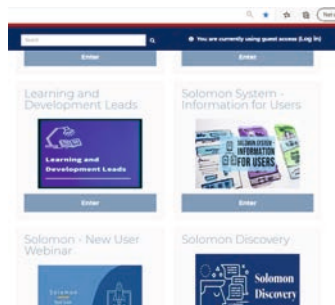 Search
You are currently using guest access (Log in)
Enter
Enter
Learning and
Development Leads
Solomon System -
Information for Users
Learning and
Development Leads
SOLOMON SYSTEM -
INFORMATION
FOR USERS
Enter
Enter
Solomon - New User
Webinar
Solomon Discovery
Solomon
Solomon
Discovery